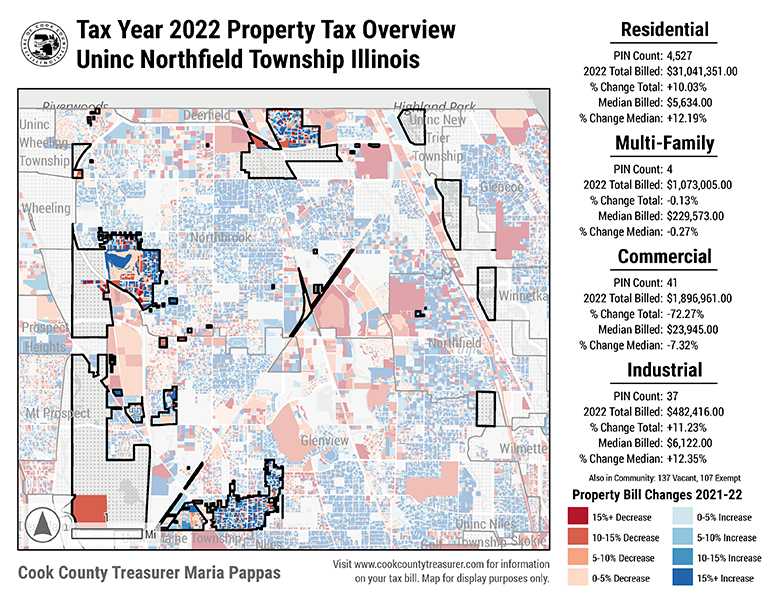 Tax Year 2022 Property Tax Overview
Uninc Northfield Township Illinois
Riverwoods
Deerfield
Highland Park
Uninc
Wheeling
Township
Uninc New
Trier
Township
Glencoe
Wheeling
Northbrook
Winnetka
Prospect
Heights
Northfield
Mt Prospect
Glenview
Wilmette
1
Mi
Township
Niles
Golf
Uninc Niles
Township
Skokie
Cook County Treasurer Maria Pappas
Visit www.cookcountytreasurer.com for information
on your tax bill. Map for display purposes only.
Residential
PIN Count: 4,527
2022 Total Billed: $31,041,351.00
% Change Total: +10.03%
Median Billed: $5,634.00
% Change Median: +12.19%
Multi-Family
PIN Count: 4
2022 Total Billed: $1,073,005.00
% Change Total: -0.13%
Median Billed: $229,573.00
% Change Median: -0.27%
Commercial
PIN Count: 41
2022 Total Billed: $1,896,961.00
% Change Total: -72.27%
Median Billed: $23,945.00
% Change Median: -7.32%
Industrial
PIN Count: 37
2022 Total Billed: $482,416.00
% Change Total: +11.23%
Median Billed: $6,122.00
% Change Median: +12.35%
Also in Community: 137 Vacant, 107 Exempt
Property Bill Changes 2021-22
15%+ Decrease
10-15% Decrease
5-10% Decrease
0-5% Decrease
0-5% Increase
5-10% Increase
10-15% Increase
15%+ Increase